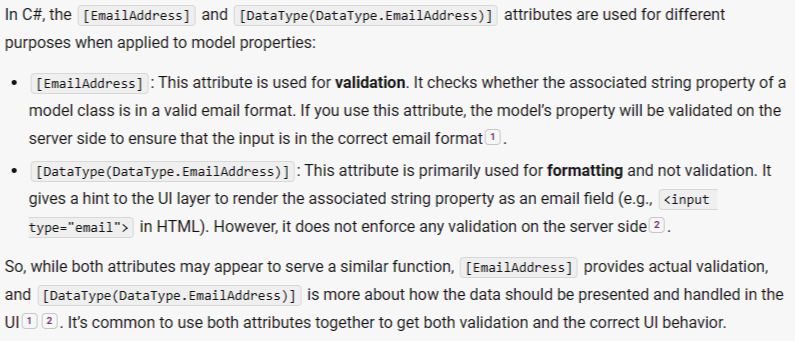 In C#, the [EmailAddress] and [DataType(DataType.EmailAddress)] attributes are used for different
purposes when applied to model properties:
• [EmailAddress]: This attribute is used for validation. It checks whether the associated string property of a
model class is in a valid email format. If you use this attribute, the model's property will be validated on the
server side to ensure that the input is in the correct email format 1.
• [DataType(DataType.EmailAddress)]: This attribute is primarily used for formatting and not validation. It
gives a hint to the UI layer to render the associated string property as an email field (e.g., <input
type="email"> in HTML). However, it does not enforce any validation on the server side 2.
So, while both attributes may appear to serve a similar function, [EmailAddress] provides actual validation,
and [DataType(DataType.EmailAddress)] is more about how the data should be presented and handled in the
UI 1 2. It's common to use both attributes together to get both validation and the correct UI behavior.